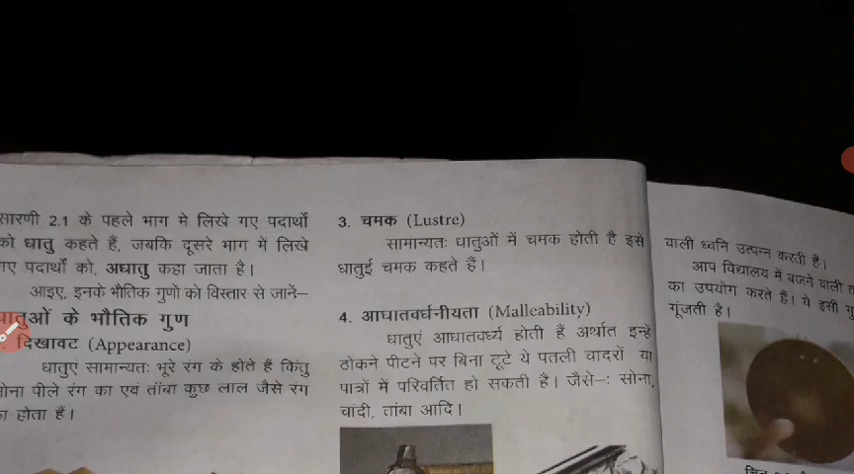 सारणी 2.1 के पहले भाग मे लिखे गए पदार्थो
को धातु कहते हैं, जबकि दूसरे भाग में लिखे
गए पदार्थो को, अधातु कहा जाता है।
आइए, इनके भौतिक गुणों को विस्तार से जानें—
धातुओं के भौतिक गुण
दिखावट (Appearance)
धातुएं सामान्यतः भूरे रंग के होते हैं किंतु
सोना पीले रंग का एवं तॉंबा कुछ लाल जैसे रंग
का होता हैं।
3. चमक (Lustre)
सामान्यतः धातुओं में चमक होती है इसे
धातुई चमक कहते हैं।
4. आघातवर्धनीयता (Malleability)
धातुएं आघातवर्ध्य होती हैं अर्थात इन्हें
ठोकने पीटने पर बिना टूटे ये पतली चादरों या
पात्रों में परिवर्तित हो सकती हैं। जैसे—: सोना,
चांदी, तांबा आदि।
वाली ध्वनि उत्पन्न करती है।
आप विद्यालय में बजने वाली
का उपयोग करते हैं। ये इसी
गूंजती है।